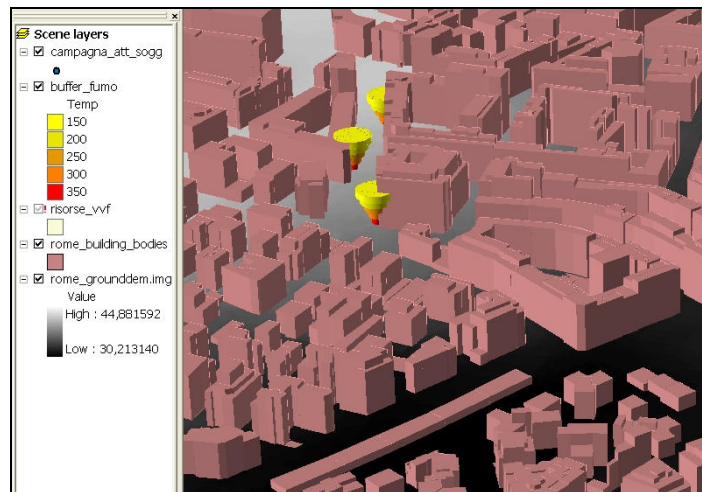 Scene layers
campagna_att_sogg
buffer_fumo
Temp
150
200
250
300
350
risorse_vvf
rome_building_bodies
rome_grounddem.img
Value
High : 44,881592
Low : 30,213140